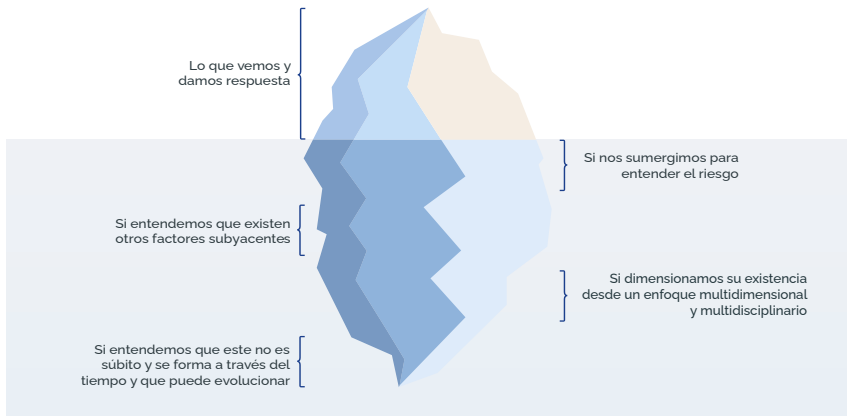 Lo que vemos y
damos respuesta
Si nos sumergimos para
entender el riesgo
Si entendemos que existen
otros factores subyacentes
Si dimensionamos su existencia
desde un enfoque multidimensional
y multidisciplinario
Si entendemos que este no es
súbito y se forma a través del
tiempo y que puede evolucionar